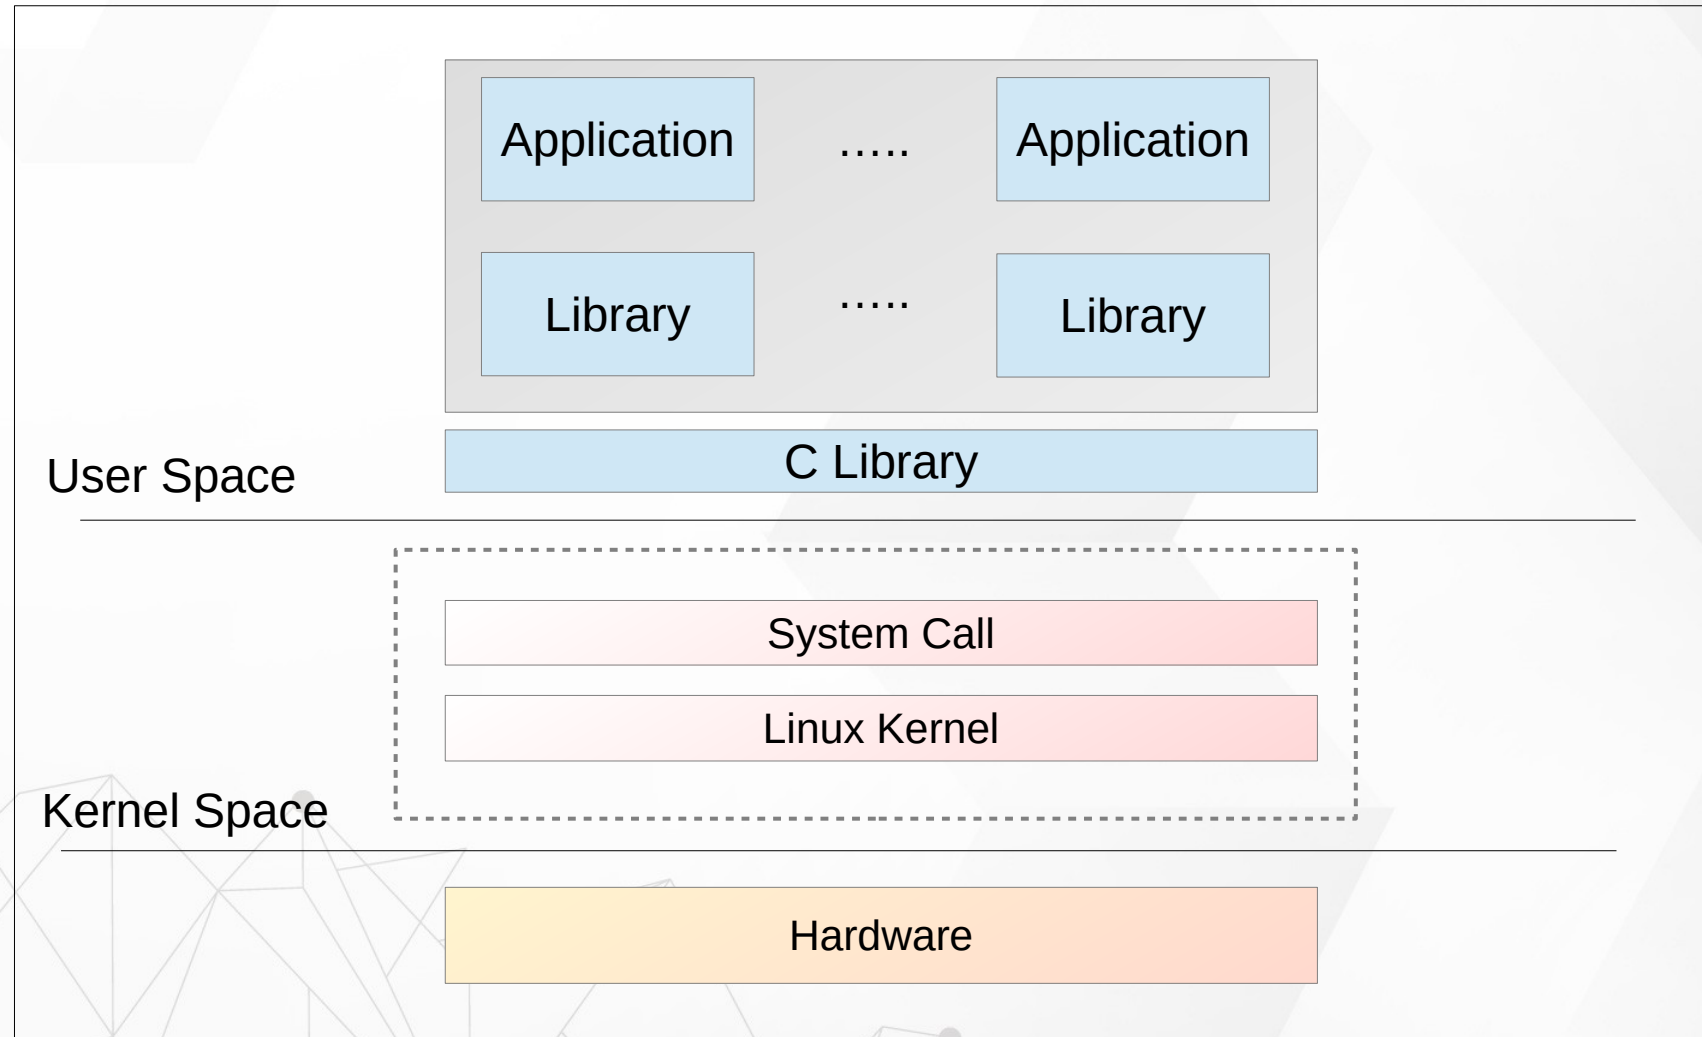 Application ..... Application
Library ..... Library
C Library
User Space
System Call
Linux Kernel
Kernel Space
Hardware